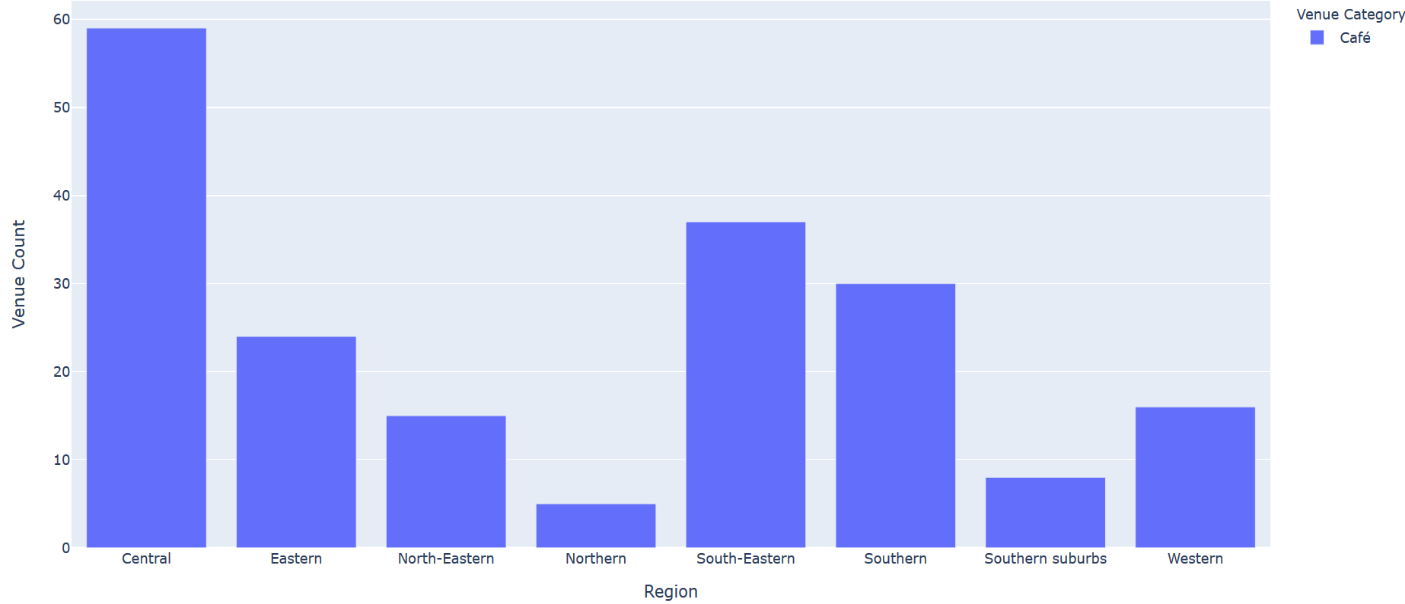 Venue Category
Café
60
50
40
30
20
10
0
Venue Count
Central
Eastern
North-Eastern
Northern
South-Eastern
Southern
Southern suburbs
Western
Region